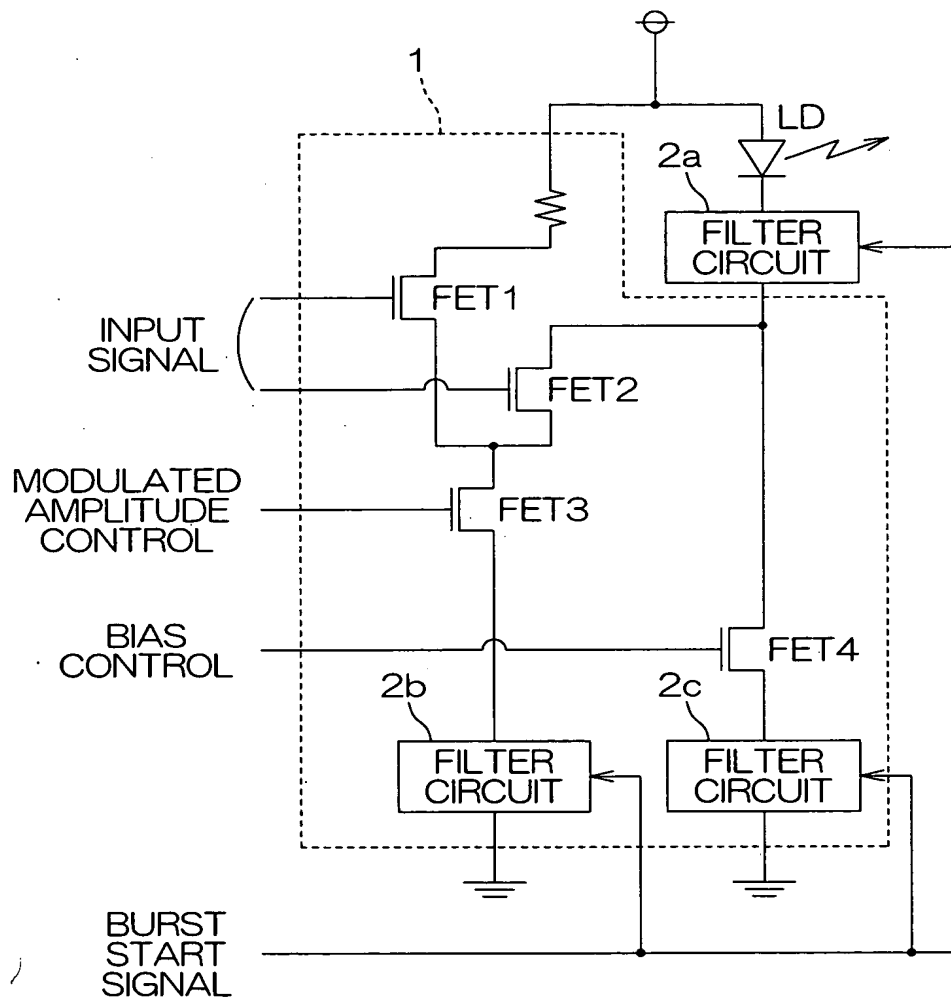 1
LD
2a
FILTER
CIRCUIT
FET1
INPUT
SIGNAL
FET2
MODULATED
AMPLITUDE
CONTROL
FET3
BIAS
CONTROL
FET4
2b
2c
FILTER
CIRCUIT
FILTER
CIRCUIT
BURST
START
SIGNAL